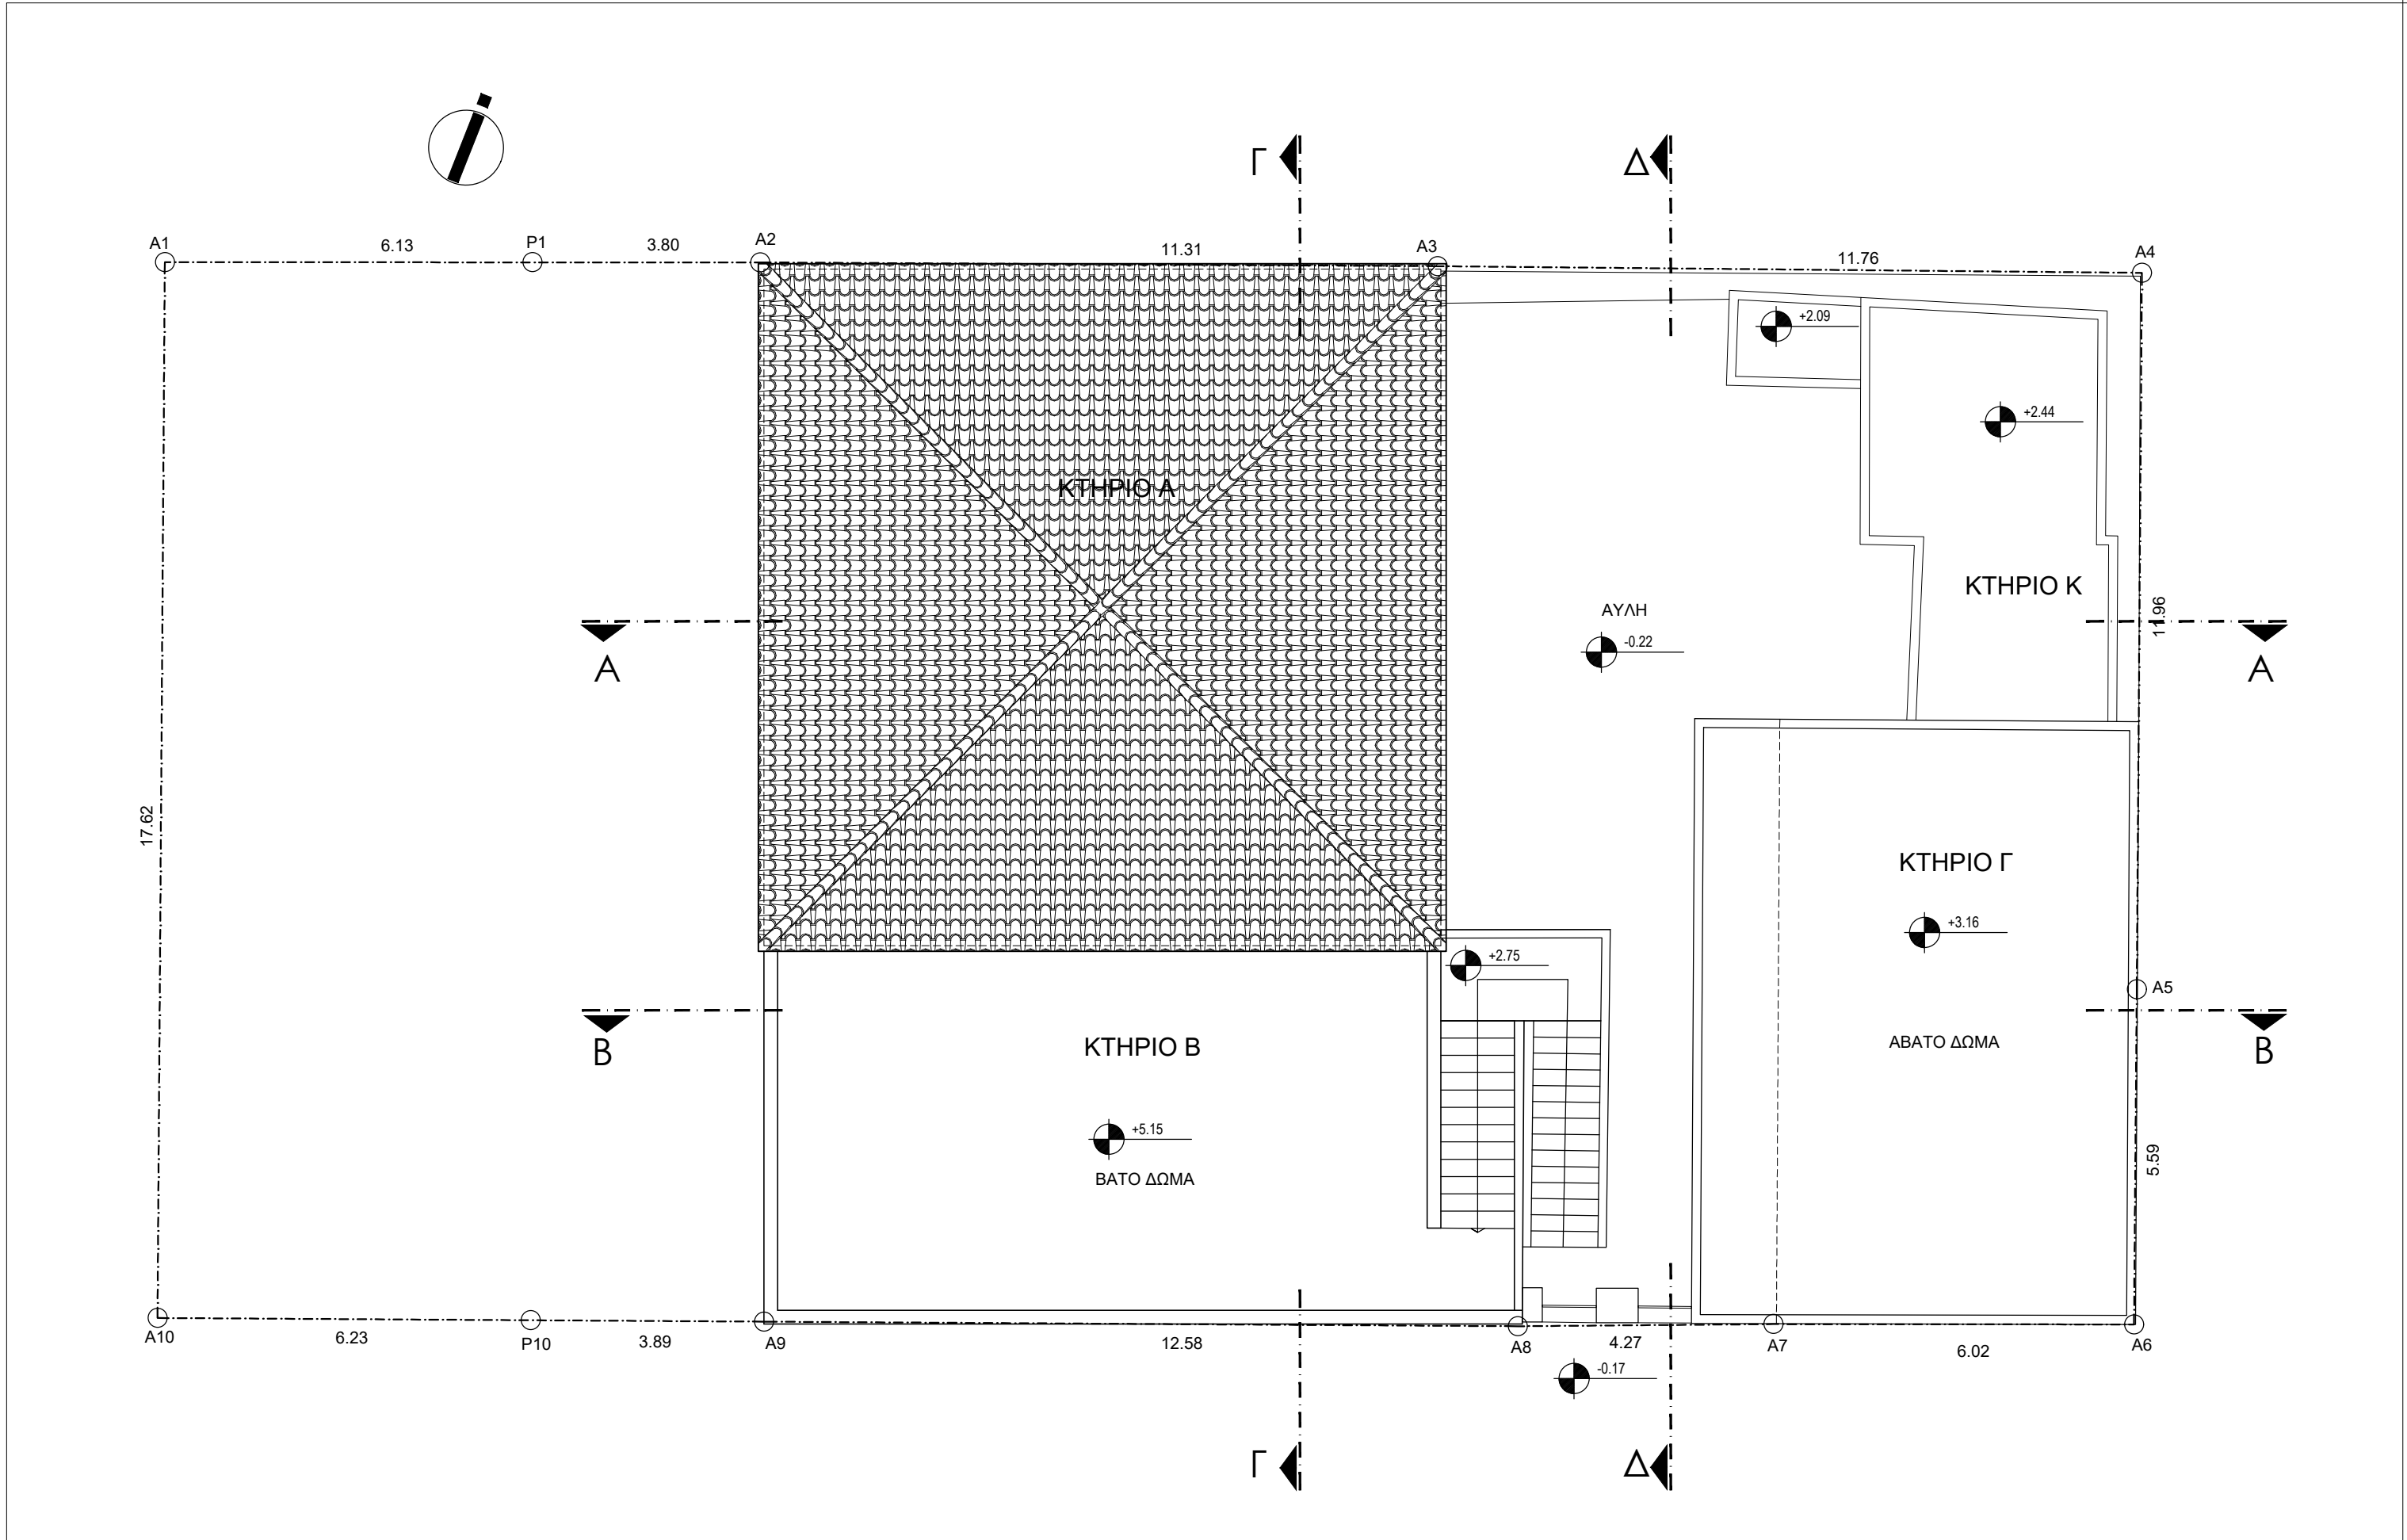 Γ
Δ
A1
6.13
P1
3.80
A2
11.31
A3
11.76
A4
+2.09
+2.44
ΚΤΗΡΙΟ Α
ΚΤΗΡΙΟ Κ
ΑΥΛΗ
-0.22
11.96
Α
Α
17.62
ΚΤΗΡΙΟ Γ
+3.16
+2.75
A5
Β
ΚΤΗΡΙΟ Β
ΑΒΑΤΟ ΔΩΜΑ
Β
+5.15
ΒΑΤΟ ΔΩΜΑ
5.59
A10
6.23
P10
3.89
A9
12.58
A8
4.27
A7
6.02
A6
-0.17
Γ
Δ